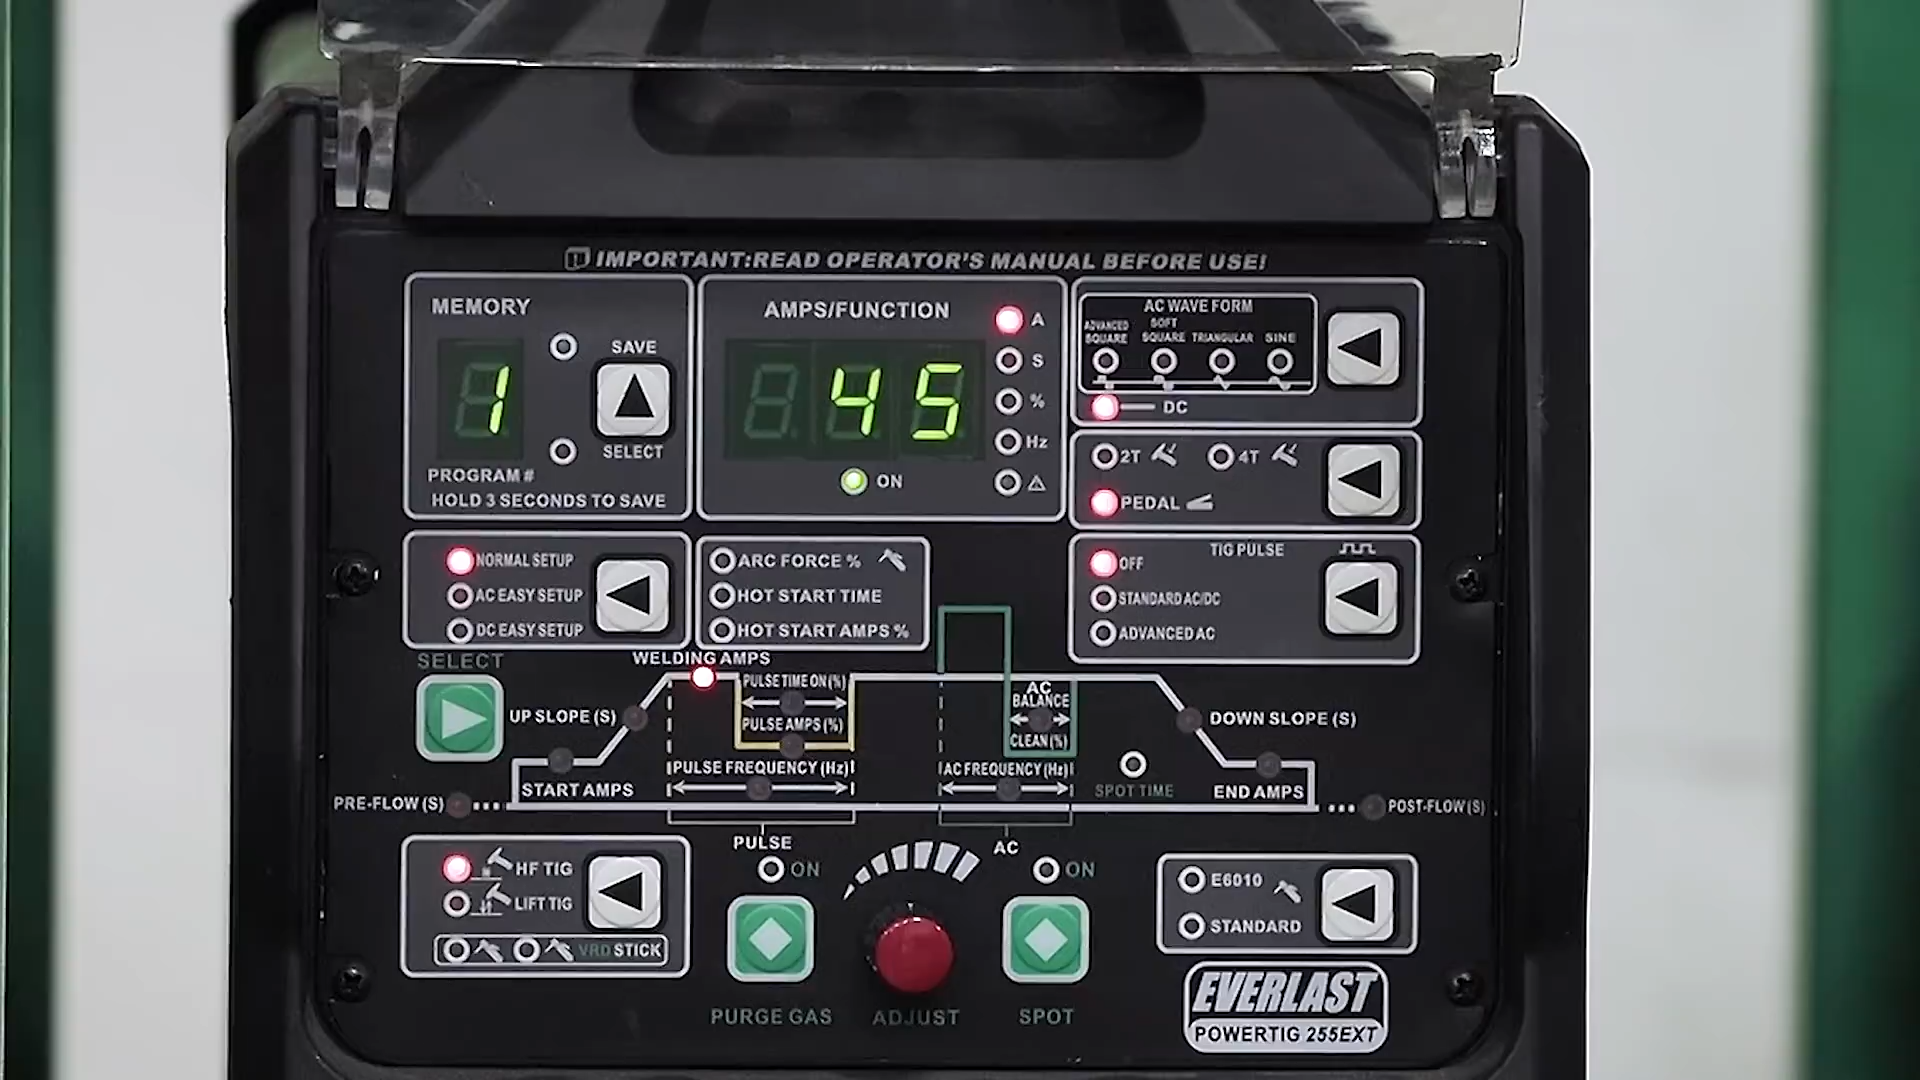 IMPORTANT:READ OPERATOR'S MANUAL BEFORE USE!
MEMORY
1
SAVE
SELECT
PROGRAM #
HOLD 3 SECONDS TO SAVE
AMPS/FUNCTION
45
ON
A
S
%
Hz
AC WAVE FORM
ADVANCED SQUARE
SOFT SQUARE
TRIANGULAR
SINE
DC
2T
4T
PEDAL
NORMAL SETUP
AC EASY SETUP
DC EASY SETUP
ARC FORCE %
HOT START TIME
HOT START AMPS %
TIG PULSE
OFF
STANDARD AC/DC
ADVANCED AC
SELECT
WELDING AMPS
PULSE TIME ON (%)
PULSE AMPS (%)
UP SLOPE (S)
AC
BALANCE
CLEAN (%)
DOWN SLOPE (S)
PULSE FREQUENCY (Hz)
AC FREQUENCY (Hz)
START AMPS
SPOT TIME
END AMPS
PRE-FLOW (S)
POST-FLOW (S)
PULSE
AC
HF TIG
LIFT TIG
VRD STICK
ON
ON
PURGE GAS
ADJUST
SPOT
E6010
STANDARD
EVERLAST
POWERTIG 255EXT